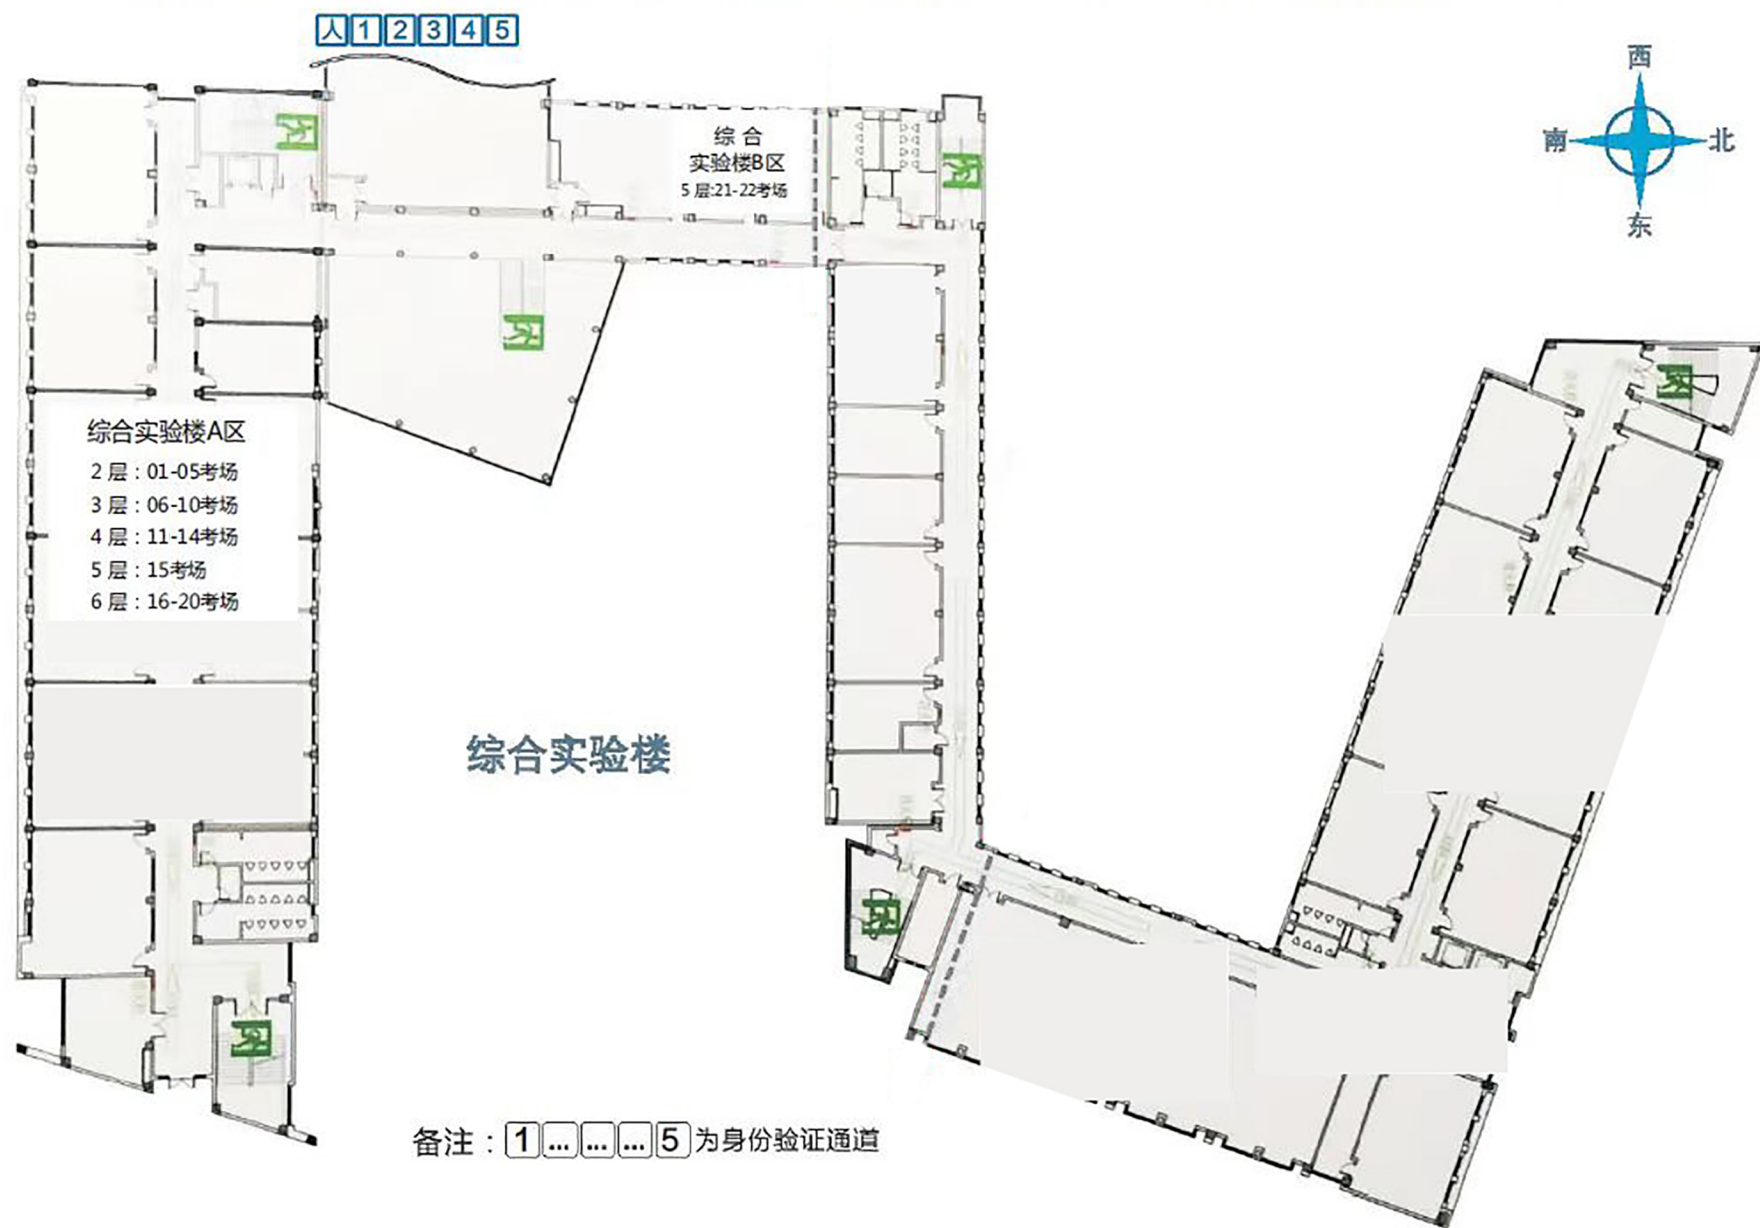 人 1 2 3 4 5
西
南 北
东
综 合
实验楼B区
5 层:21-22考场
综合实验楼A区
2 层：01-05考场
3 层：06-10考场
4 层：11-14考场
5 层：15考场
6 层：16-20考场
综合实验楼
备注：1 ... ... ... 5 为身份验证通道